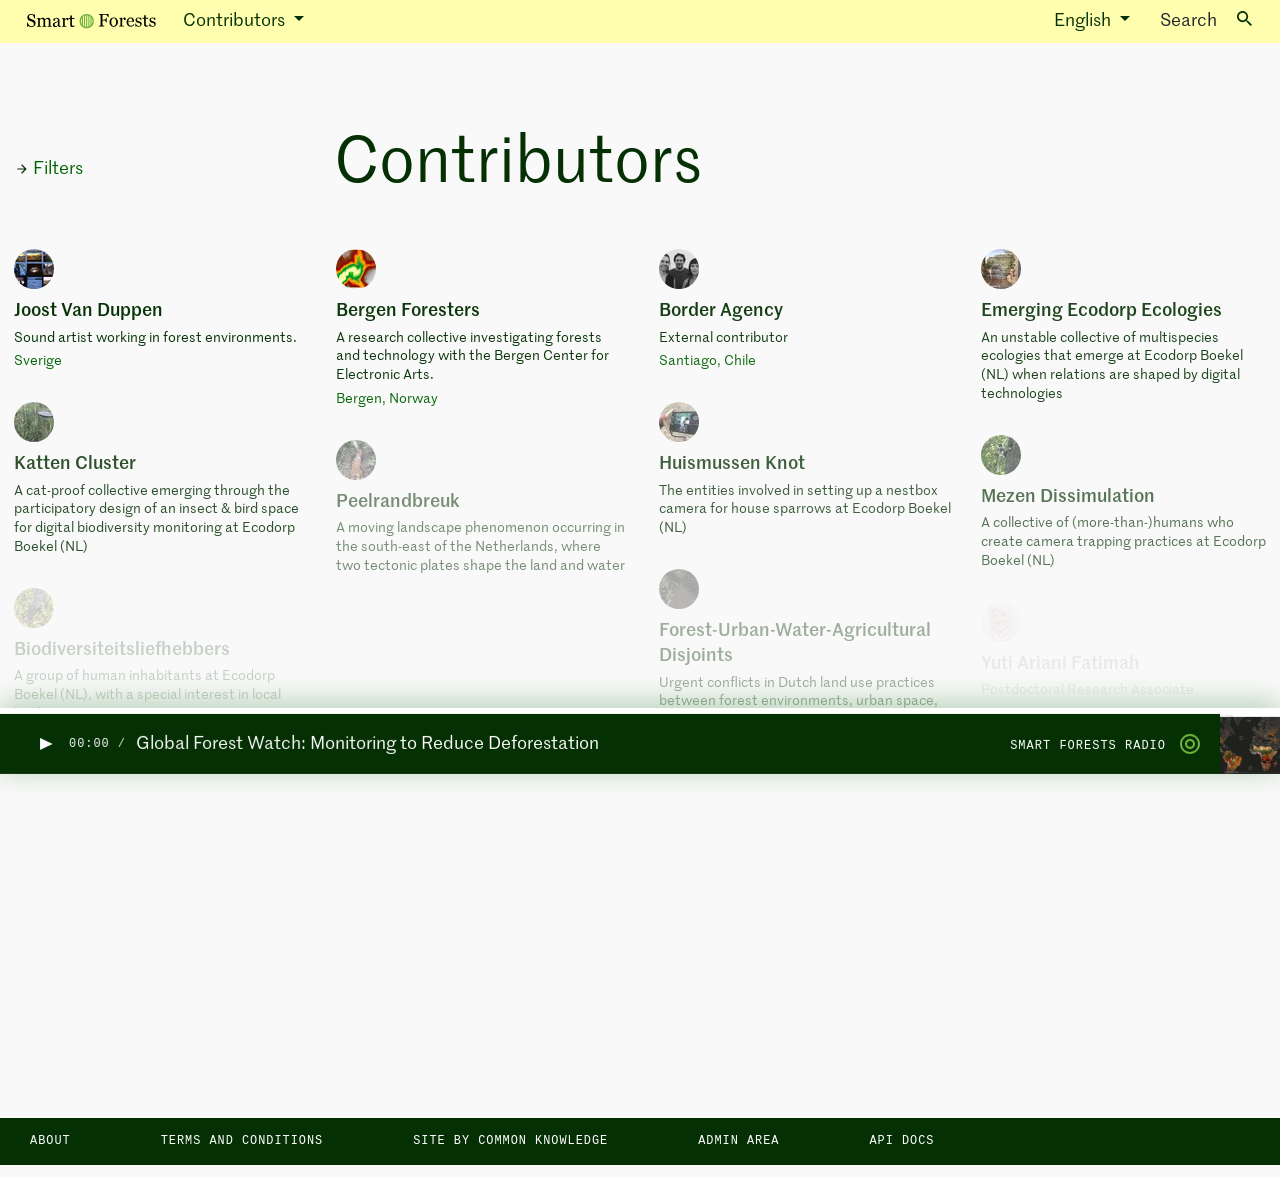 Smart Forests
Contributors
English
Search
→ Filters
Contributors
Joost Van Duppen
Sound artist working in forest environments.
Sverige
Katten Cluster
A cat-proof collective emerging through the
participatory design of an insect & bird space
for digital biodiversity monitoring at Ecodorp
Boekel (NL)
Biodiversiteitsliefhebbers
A group of human inhabitants at Ecodorp
Boekel (NL), with a special interest in local
Bergen Foresters
A research collective investigating forests
and technology with the Bergen Center for
Electronic Arts.
Bergen, Norway
Peelrandbreuk
A moving landscape phenomenon occurring in
the south-east of the Netherlands, where
two tectonic plates shape the land and water
Border Agency
External contributor
Santiago, Chile
Huismussen Knot
The entities involved in setting up a nestbox
camera for house sparrows at Ecodorp Boekel
(NL)
Forest-Urban-Water-Agricultural
Disjoints
Urgent conflicts in Dutch land use practices
between forest environments, urban space,
Emerging Ecodorp Ecologies
An unstable collective of multispecies
ecologies that emerge at Ecodorp Boekel
(NL) when relations are shaped by digital
technologies
Mezen Dissimulation
A collective of (more-than-)humans who
create camera trapping practices at Ecodorp
Boekel (NL)
Yuti Ariani Fatimah
Postdoctoral Research Associate
00:00 /
Global Forest Watch: Monitoring to Reduce Deforestation
SMART FORESTS RADIO
ABOUT
TERMS AND CONDITIONS
SITE BY COMMON KNOWLEDGE
ADMIN AREA
API DOCS